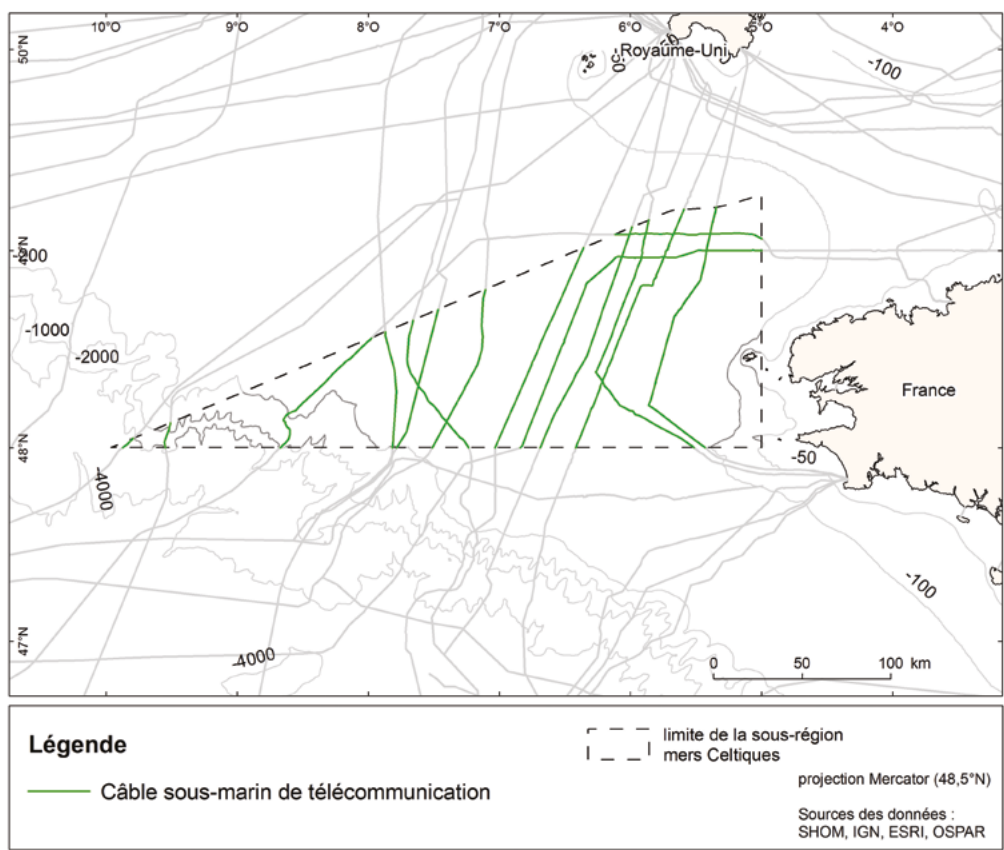 10°O 9°O 8°O 7°O 6°O 5°O 4°O
50°N
Royaume-Uni
-50
-100
49°N
-200
-1000
-2000
France
48°N
-50
-4000
-100
47°N
-4000
0 50 100 km
Légende
Câble sous-marin de télécommunication
limite de la sous-région
mers Celtiques
projection Mercator (48,5°N)
Sources des données :
SHOM, IGN, ESRI, OSPAR